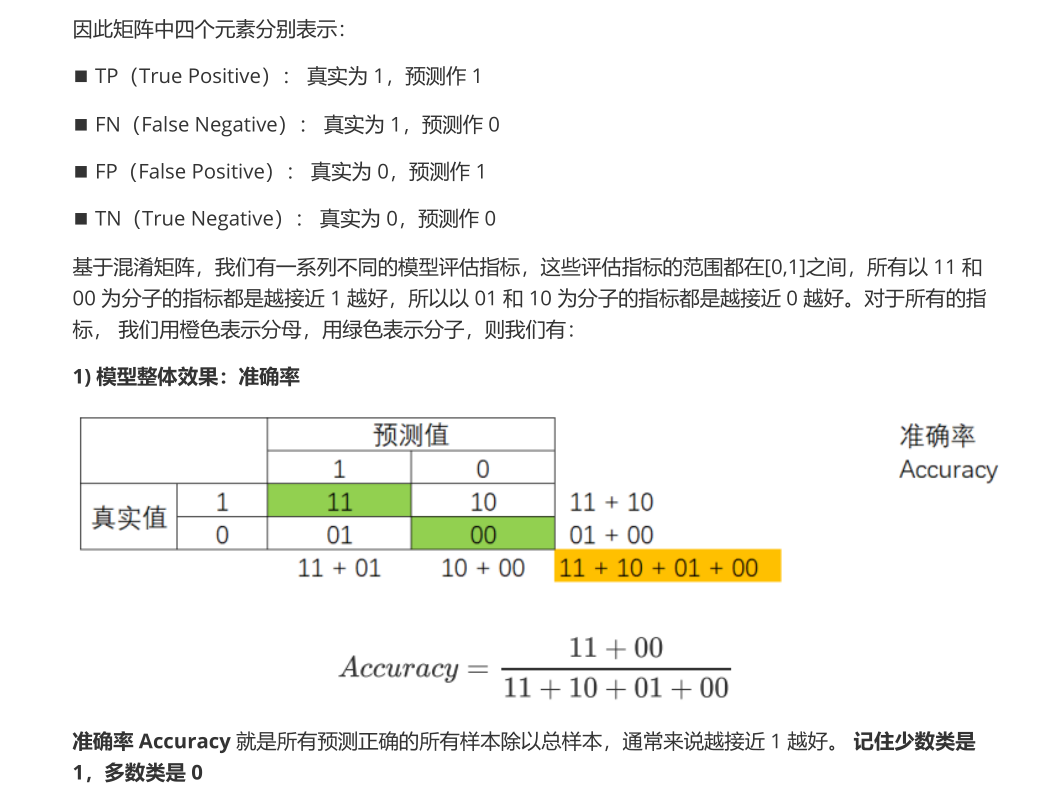 因此矩阵中四个元素分别表示：
■ TP（True Positive）： 真实为 1，预测作 1
■ FN（False Negative）： 真实为 1，预测作 0
■ FP（False Positive）： 真实为 0，预测作 1
■ TN（True Negative）： 真实为 0，预测作 0
基于混淆矩阵，我们有一系列不同的模型评估指标，这些评估指标的范围都在[0,1]之间，所有以 11 和
00 为分子的指标都是越接近 1 越好，所以以 01 和 10 为分子的指标都是越接近 0 越好。对于所有的指
标， 我们用橙色表示分母，用绿色表示分子，则我们有：
1) 模型整体效果：准确率
预测值
1 0
真实值
1 11 10 11 + 10
0 01 00 01 + 00
11 + 01 10 + 00 11 + 10 + 01 + 00
准确率
Accuracy
11 + 00
Accuracy =
11 + 10 + 01 + 00
准确率 Accuracy 就是所有预测正确的所有样本除以总样本，通常来说越接近 1 越好。 记住少数类是
1，多数类是 0